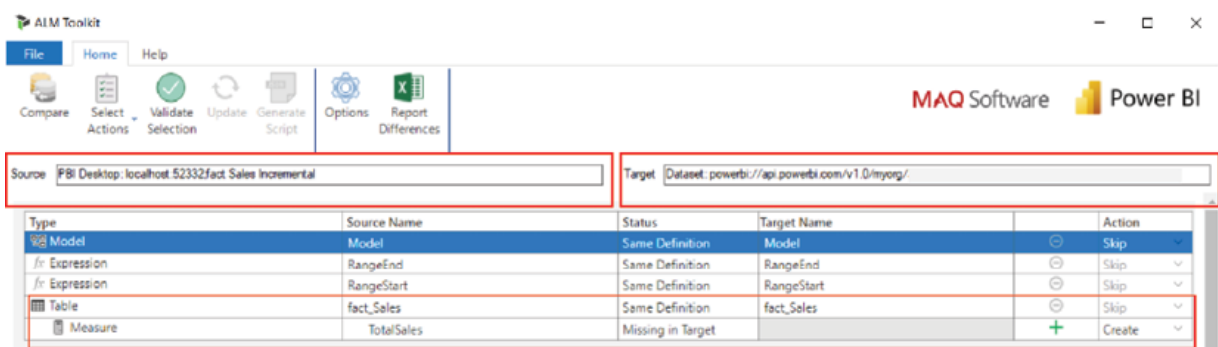 ALM Toolkit
File Home Help
Compare Select Actions Validate Selection Update Generate Script Options Report Differences
MAQ Software Power BI
Source PBI Desktop: localhost:52332;fact Sales Incremental Target Dataset: powerbi://api.powerbi.com/v1.0/myorg/
Type Source Name Status Target Name Action
Model Model Same Definition Model Skip
fx Expression RangeEnd Same Definition RangeEnd Skip
fx Expression RangeStart Same Definition RangeStart Skip
Table fact_Sales Same Definition fact_Sales Skip
Measure TotalSales Missing in Target Create